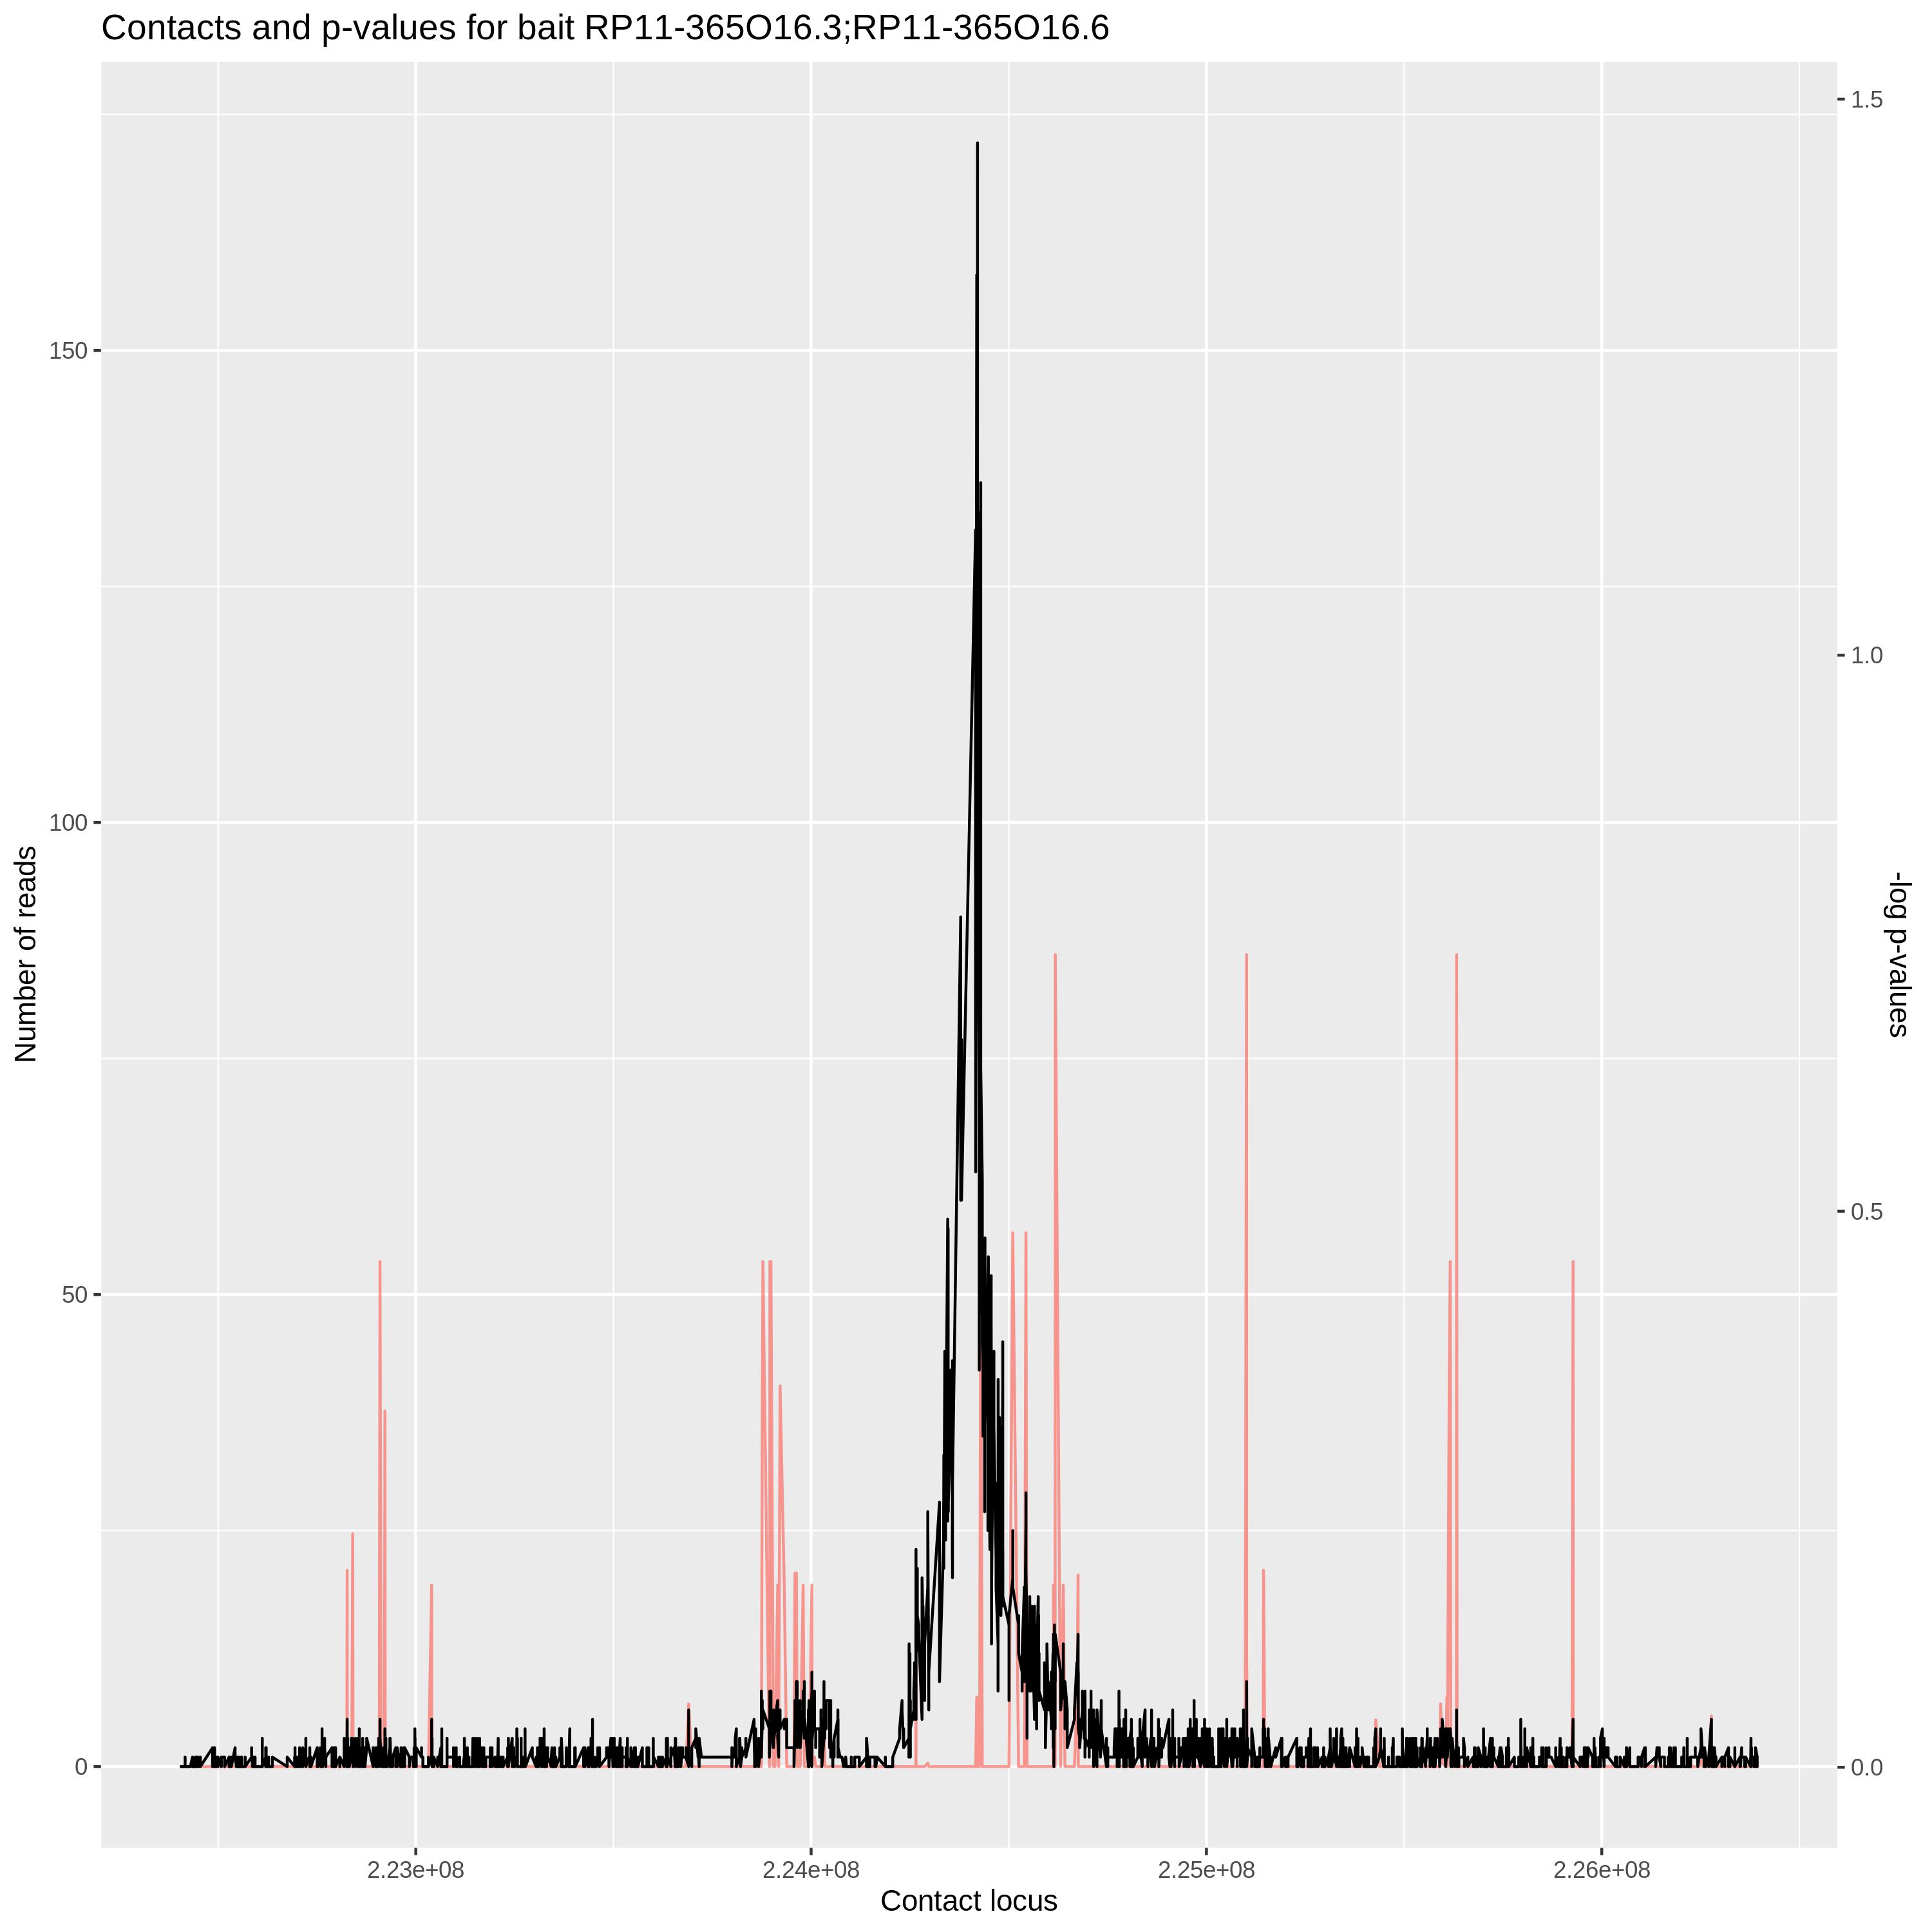 Contacts and p-values for bait RP11-365O16.3;RP11-365O16.6
Number of reads
150
100
50
0
1.5
1.0
0.5
0.0
-log p-values
2.23e+08 2.24e+08 2.25e+08 2.26e+08
Contact locus